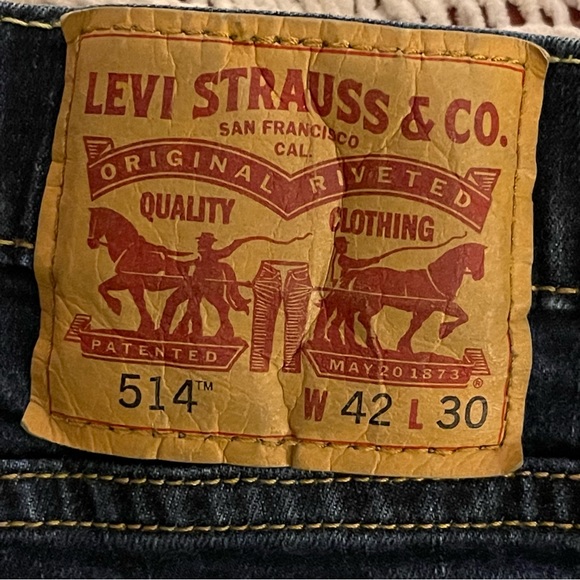 LEVI STRAUSS & CO.
SAN FRANCISCO
CAL.
ORIGINAL RIVETED
QUALITY CLOTHING
PATENTED MAY 20 1873 ®
514™ W 42 L 30